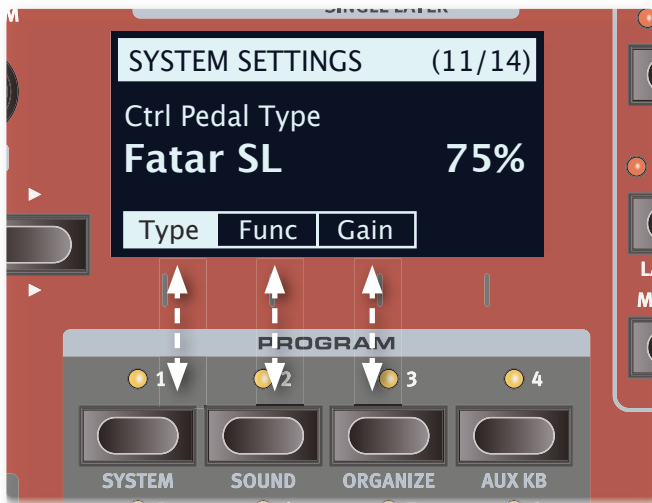 SINGLE LAYER
SYSTEM SETTINGS (11/14)
Ctrl Pedal Type
Fatar SL 75%
Type Func Gain
PROGRAM
1 2 3 4
SYSTEM SOUND ORGANIZE AUX KB